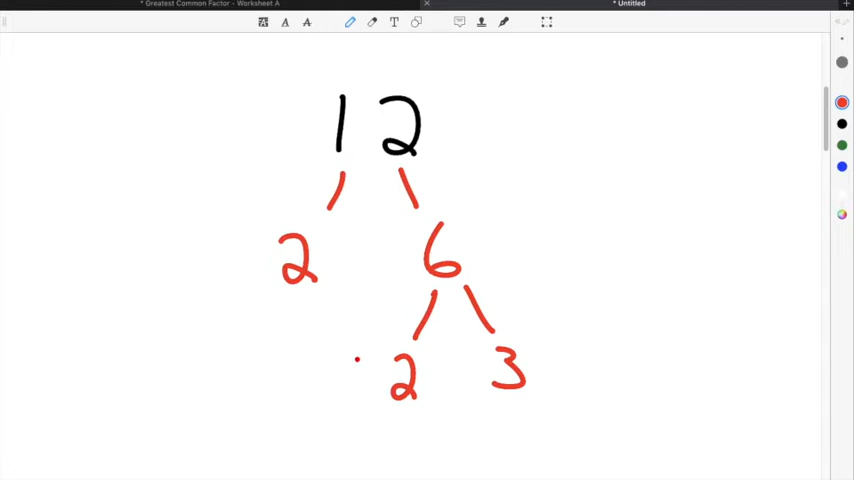 * Greatest Common Factor - Worksheet A
* Untitled
A A T
12
2 6
2 3